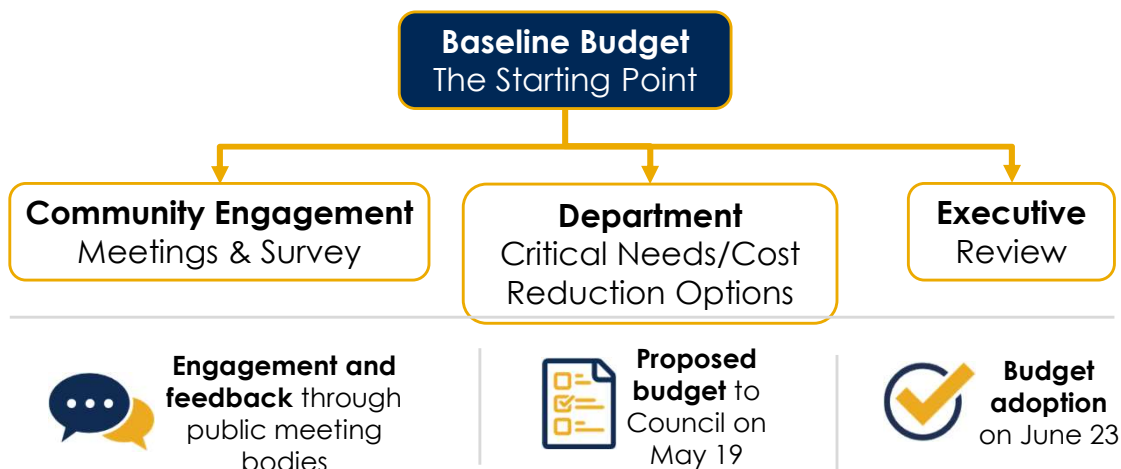 Baseline Budget
The Starting Point
Community Engagement
Meetings & Survey
Department
Critical Needs/Cost
Reduction Options
Executive
Review
Engagement and
feedback through
public meeting
bodies
Proposed
budget to
Council on
May 19
Budget
adoption
on June 23